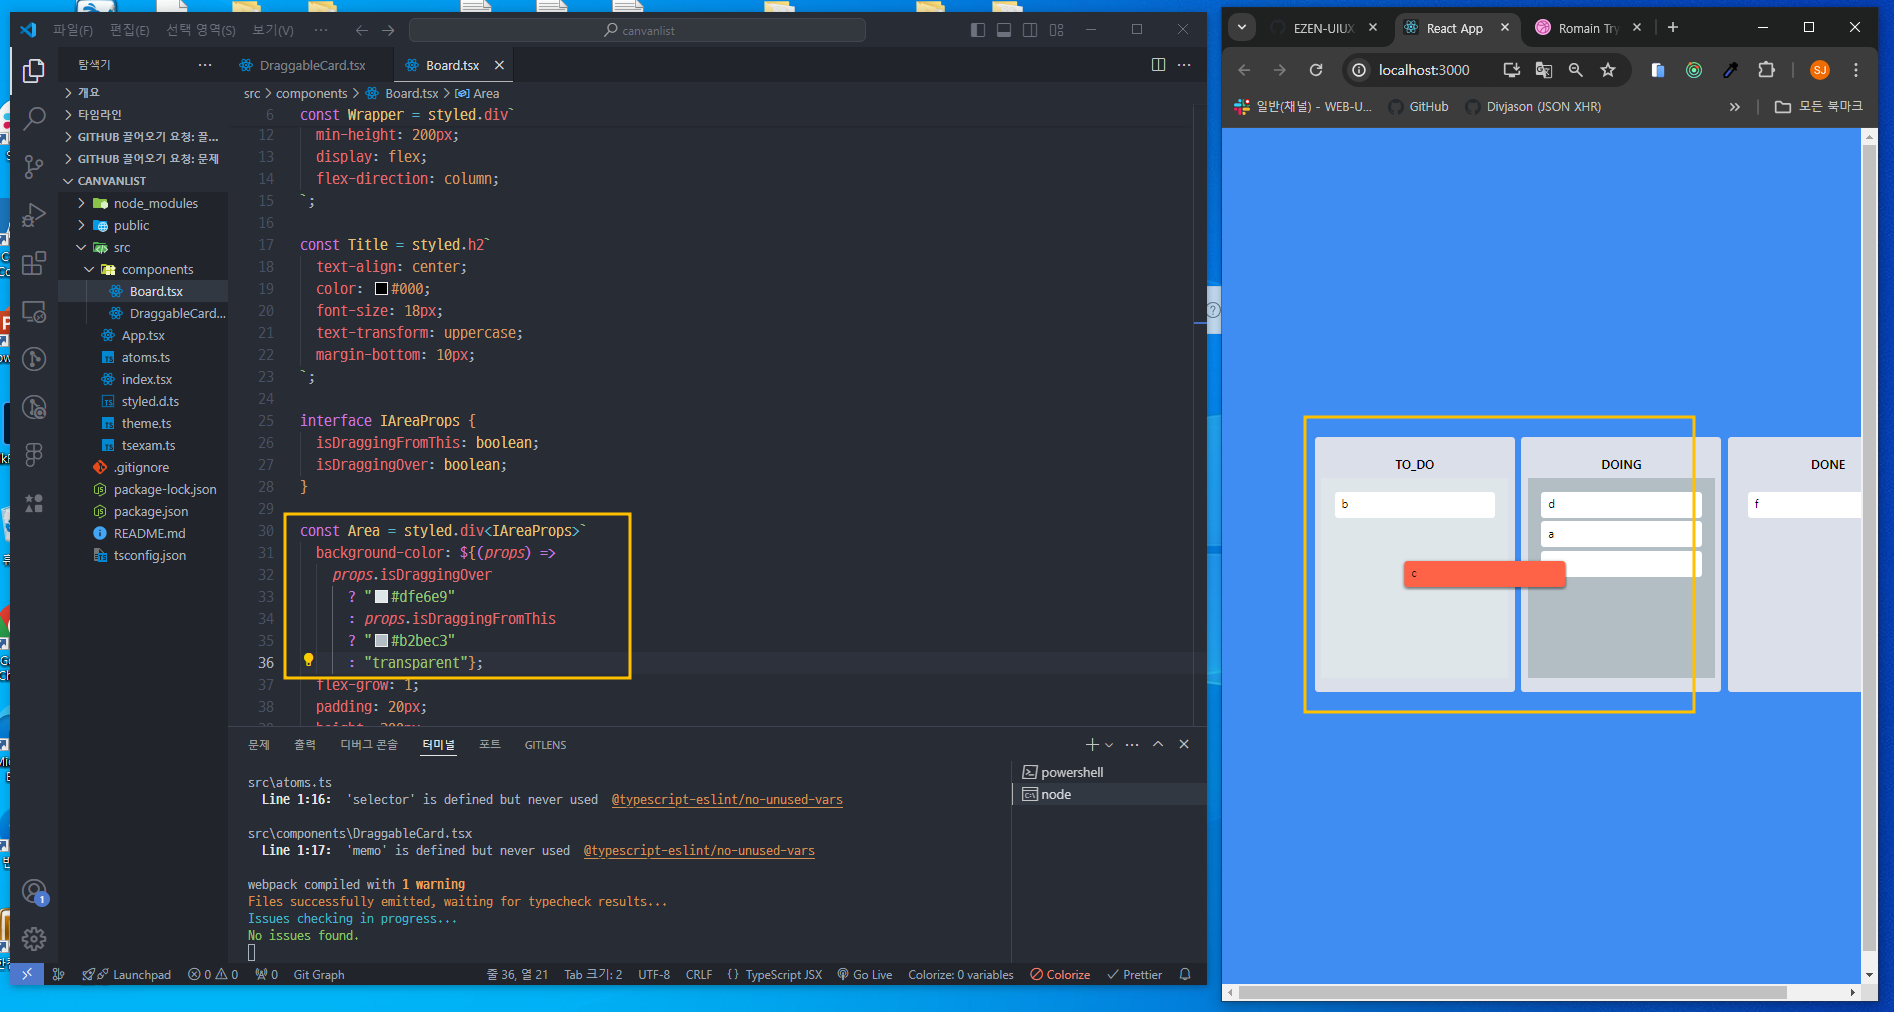 파일(F) 편집(E) 선택 영역(S) 보기(V) ···
canvanlist
탐색기 ···
개요
타임라인
GITHUB 끌어오기 요청: 끌...
GITHUB 끌어오기 요청: 문제
CANVANLIST
node_modules
public
src
components
Board.tsx
DraggableCard...
App.tsx
atoms.ts
index.tsx
styled.d.ts
theme.ts
tsexam.ts
.gitignore
package-lock.json
package.json
README.md
tsconfig.json
DraggableCard.tsx Board.tsx
src > components > Board.tsx > Area
6 const Wrapper = styled.div`
12 min-height: 200px;
13 display: flex;
14 flex-direction: column;
15 `;
16
17 const Title = styled.h2`
18 text-align: center;
19 color: #000;
20 font-size: 18px;
21 text-transform: uppercase;
22 margin-bottom: 10px;
23 `;
24
25 interface IAreaProps {
26 isDraggingFromThis: boolean;
27 isDraggingOver: boolean;
28 }
29
30 const Area = styled.div<IAreaProps>`
31 background-color: ${(props) =>
32 props.isDraggingOver
33 ? "#dfe6e9"
34 : props.isDraggingFromThis
35 ? "#b2bec3"
36 : "transparent"};
37 flex-grow: 1;
38 padding: 20px;
문제 출력 디버그 콘솔 터미널 포트 GITLENS
src\atoms.ts
Line 1:16: 'selector' is defined but never used @typescript-eslint/no-unused-vars
src\components\DraggableCard.tsx
Line 1:17: 'memo' is defined but never used @typescript-eslint/no-unused-vars
webpack compiled with 1 warning
Files successfully emitted, waiting for typecheck results...
Issues checking in progress...
No issues found.
powershell
node
1
Launchpad 0 0 0 Git Graph
줄 36, 열 21 Tab 크기: 2 UTF-8 CRLF {} TypeScript JSX Go Live Colorize: 0 variables Colorize Prettier
EZEN-UIUX React App Romain Try
localhost:3000
SJ
일반(채널) - WEB-U... GitHub Divjason (JSON XHR) » 모든 북마크
TO_DO DOING DONE
b d f
a
c